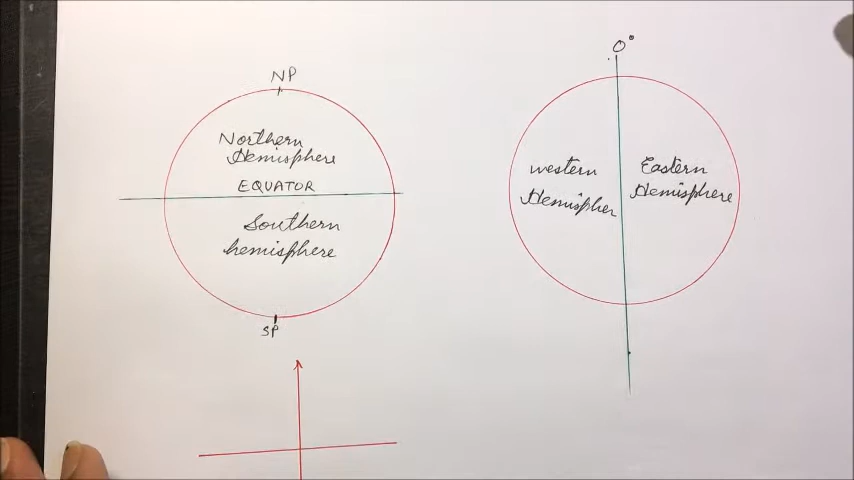 NP
Northern
Hemisphere
EQUATOR
Southern
hemisphere
SP
0°
western
Hemispher
Eastern
Hemisphere